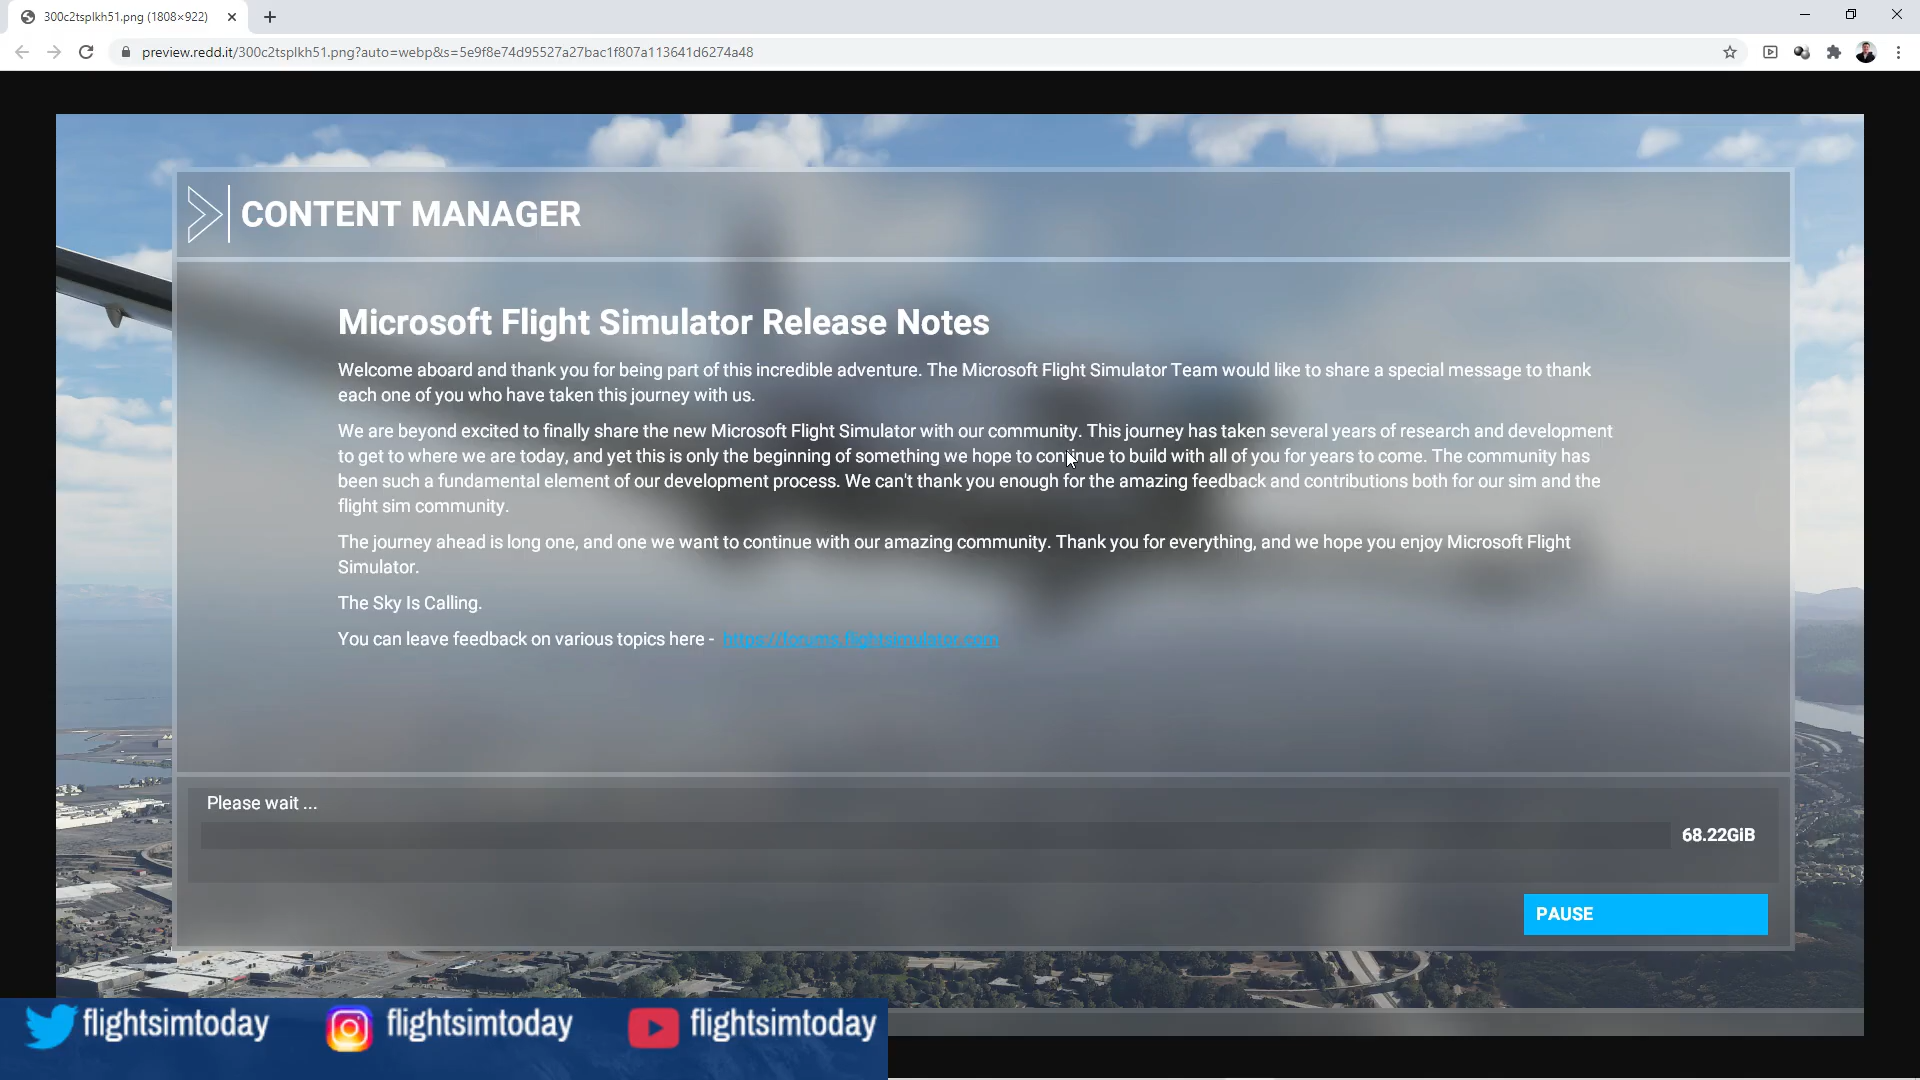 300c2tsplkh51.png (1808×922)
preview.redd.it/300c2tsplkh51.png?auto=webp&s=5e9f8e74d95527a27bac1f807a113641d6274a48
CONTENT MANAGER
Microsoft Flight Simulator Release Notes
Welcome aboard and thank you for being part of this incredible adventure. The Microsoft Flight Simulator Team would like to share a special message to thank
each one of you who have taken this journey with us.
We are beyond excited to finally share the new Microsoft Flight Simulator with our community. This journey has taken several years of research and development
to get to where we are today, and yet this is only the beginning of something we hope to continue to build with all of you for years to come. The community has
been such a fundamental element of our development process. We can't thank you enough for the amazing feedback and contributions both for our sim and the
flight sim community.
The journey ahead is long one, and one we want to continue with our amazing community. Thank you for everything, and we hope you enjoy Microsoft Flight
Simulator.
The Sky Is Calling.
You can leave feedback on various topics here - https://forums.flightsimulator.com
Please wait ...
68.22GiB
PAUSE
flightsimtoday flightsimtoday flightsimtoday